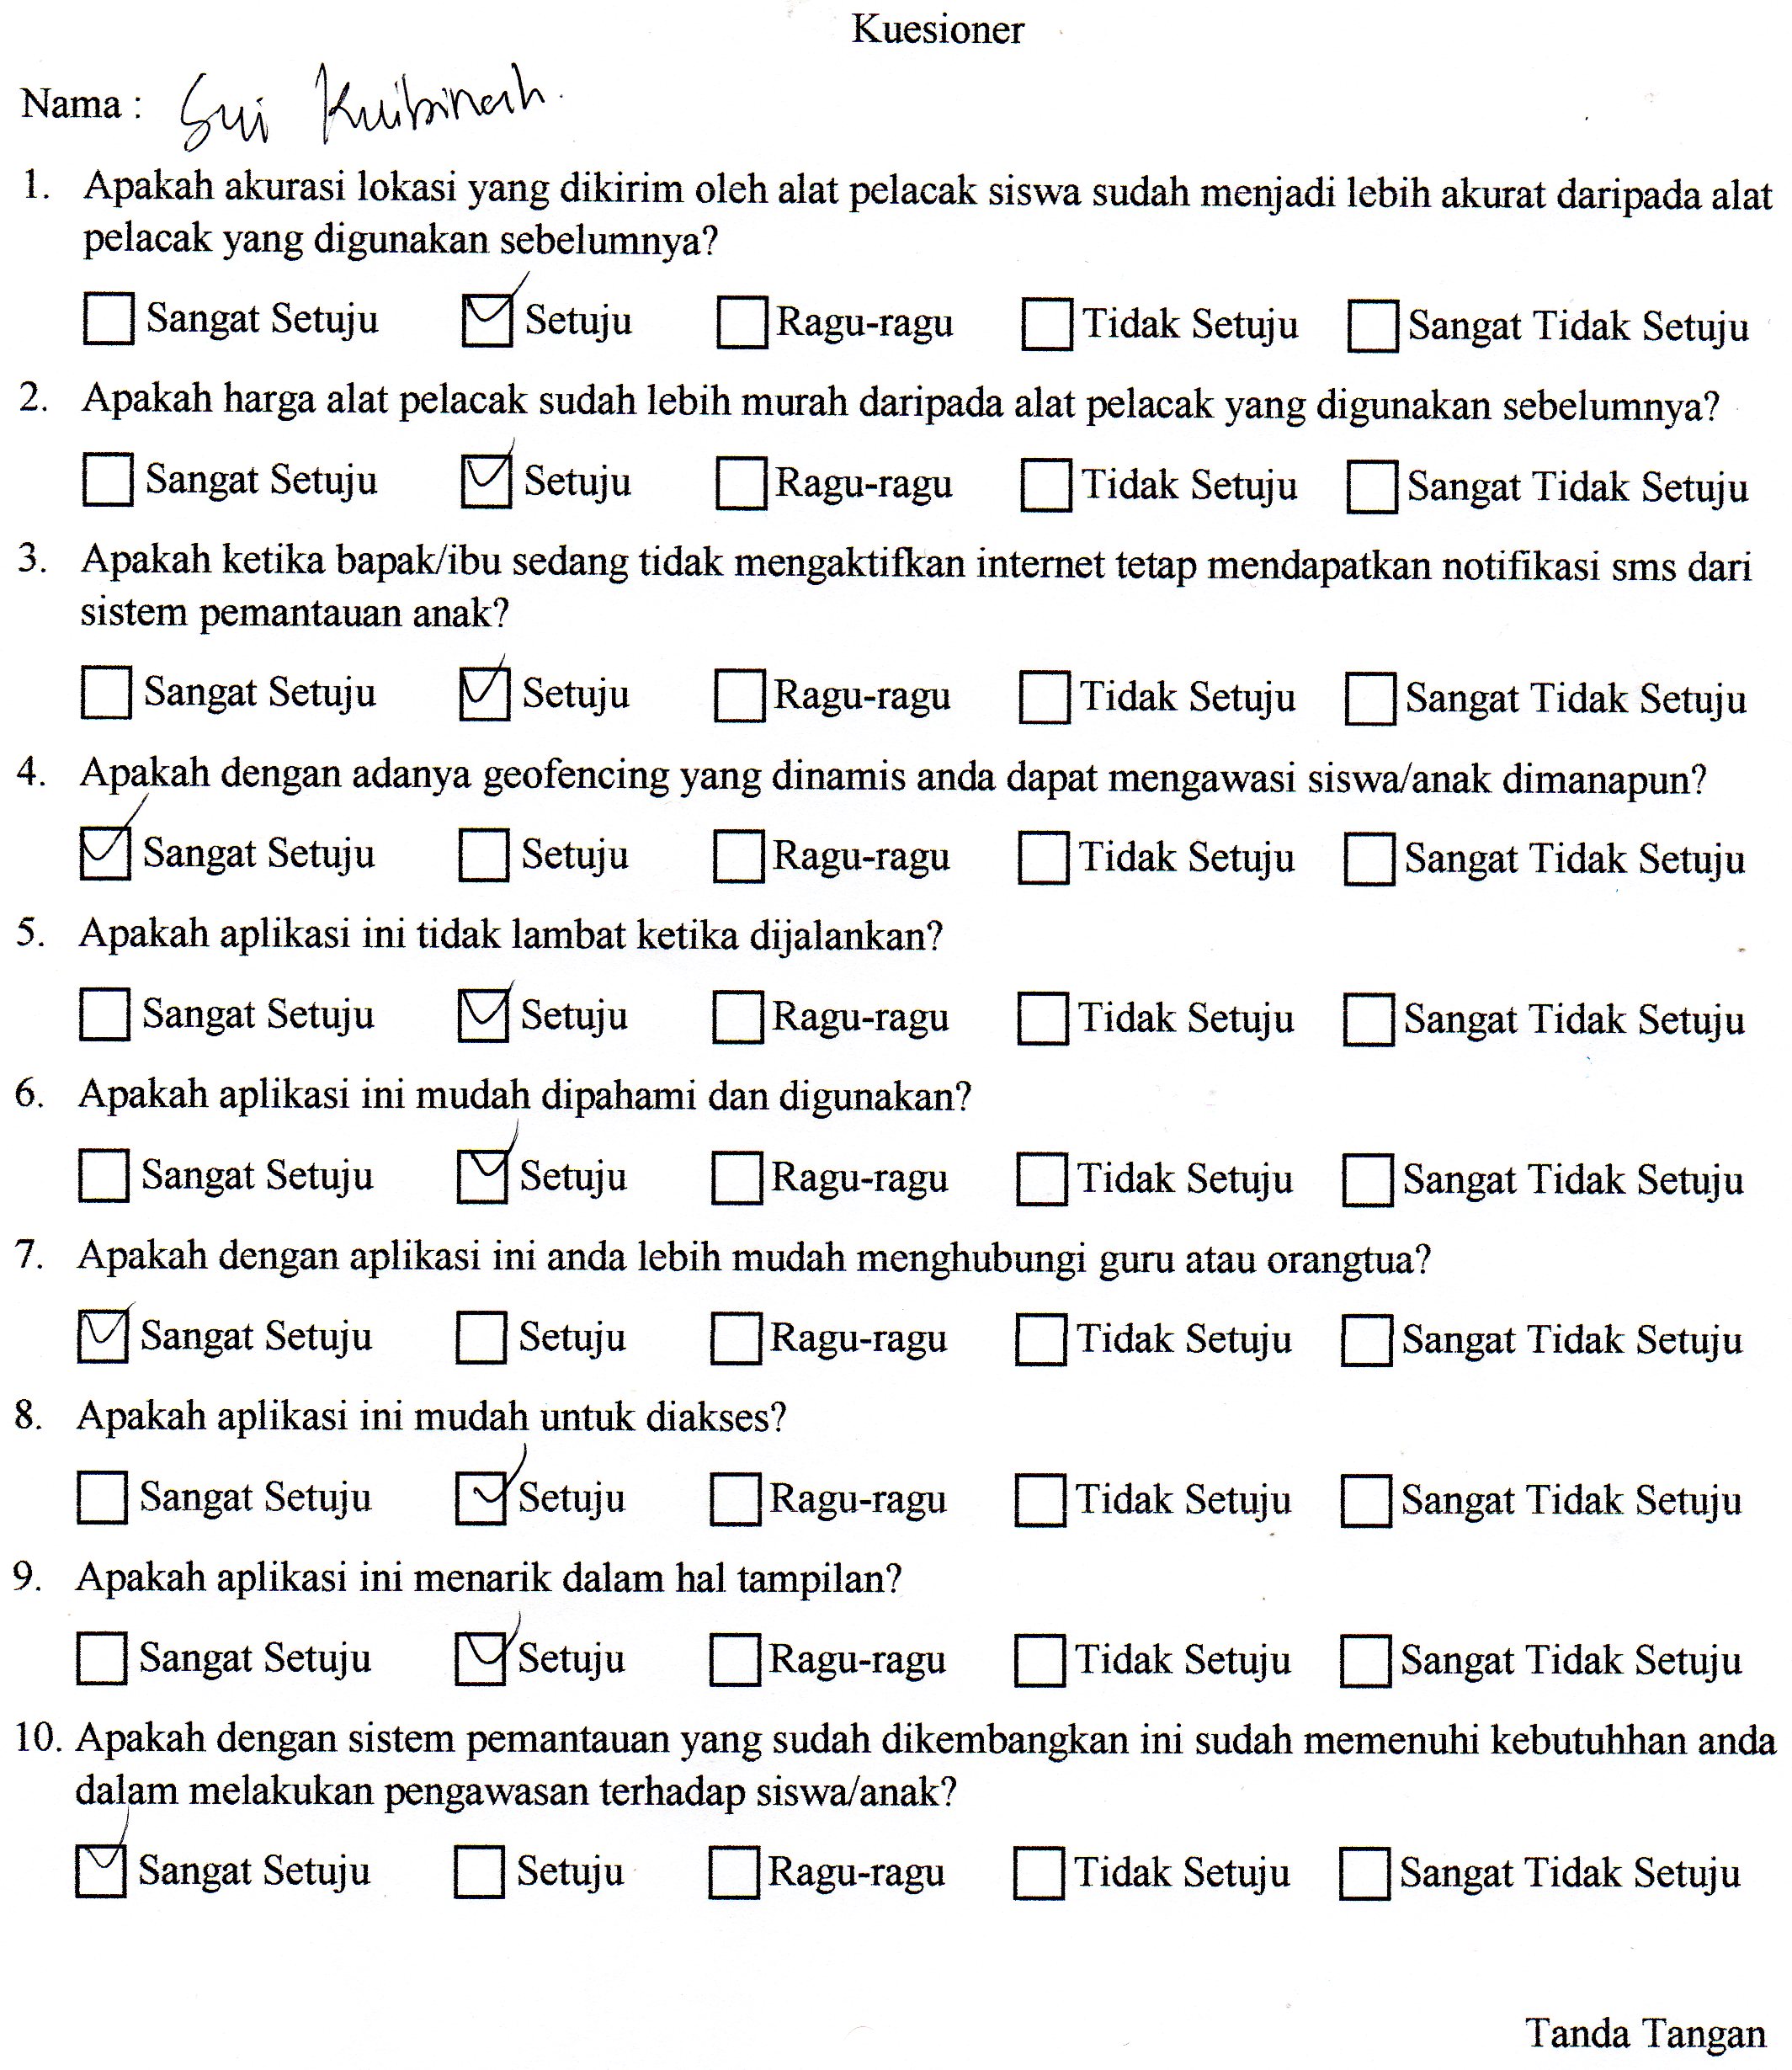 Kuesioner
Nama :
1. Apakah akurasi lokasi yang dikirim oleh alat pelacak siswa sudah menjadi lebih akurat daripada alat
pelacak yang digunakan sebelumnya?
☐ Sangat Setuju ☑ Setuju ☐ Ragu-ragu ☐ Tidak Setuju ☐ Sangat Tidak Setuju
2. Apakah harga alat pelacak sudah lebih murah daripada alat pelacak yang digunakan sebelumnya?
☐ Sangat Setuju ☑ Setuju ☐ Ragu-ragu ☐ Tidak Setuju ☐ Sangat Tidak Setuju
3. Apakah ketika bapak/ibu sedang tidak mengaktifkan internet tetap mendapatkan notifikasi sms dari
sistem pemantauan anak?
☐ Sangat Setuju ☑ Setuju ☐ Ragu-ragu ☐ Tidak Setuju ☐ Sangat Tidak Setuju
4. Apakah dengan adanya geofencing yang dinamis anda dapat mengawasi siswa/anak dimanapun?
☑ Sangat Setuju ☐ Setuju ☐ Ragu-ragu ☐ Tidak Setuju ☐ Sangat Tidak Setuju
5. Apakah aplikasi ini tidak lambat ketika dijalankan?
☐ Sangat Setuju ☑ Setuju ☐ Ragu-ragu ☐ Tidak Setuju ☐ Sangat Tidak Setuju
6. Apakah aplikasi ini mudah dipahami dan digunakan?
☐ Sangat Setuju ☑ Setuju ☐ Ragu-ragu ☐ Tidak Setuju ☐ Sangat Tidak Setuju
7. Apakah dengan aplikasi ini anda lebih mudah menghubungi guru atau orangtua?
☑ Sangat Setuju ☐ Setuju ☐ Ragu-ragu ☐ Tidak Setuju ☐ Sangat Tidak Setuju
8. Apakah aplikasi ini mudah untuk diakses?
☐ Sangat Setuju ☑ Setuju ☐ Ragu-ragu ☐ Tidak Setuju ☐ Sangat Tidak Setuju
9. Apakah aplikasi ini menarik dalam hal tampilan?
☐ Sangat Setuju ☑ Setuju ☐ Ragu-ragu ☐ Tidak Setuju ☐ Sangat Tidak Setuju
10. Apakah dengan sistem pemantauan yang sudah dikembangkan ini sudah memenuhi kebutuhhan anda
dalam melakukan pengawasan terhadap siswa/anak?
☑ Sangat Setuju ☐ Setuju ☐ Ragu-ragu ☐ Tidak Setuju ☐ Sangat Tidak Setuju
Tanda Tangan